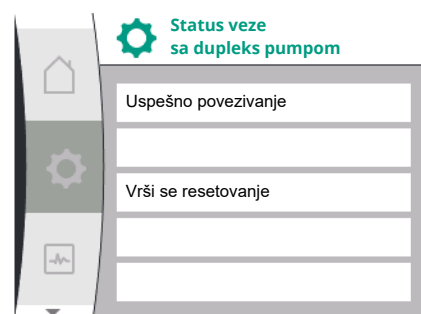 Status veze
sa dupleks pumpom
Uspešno povezivanje
Vrši se resetovanje